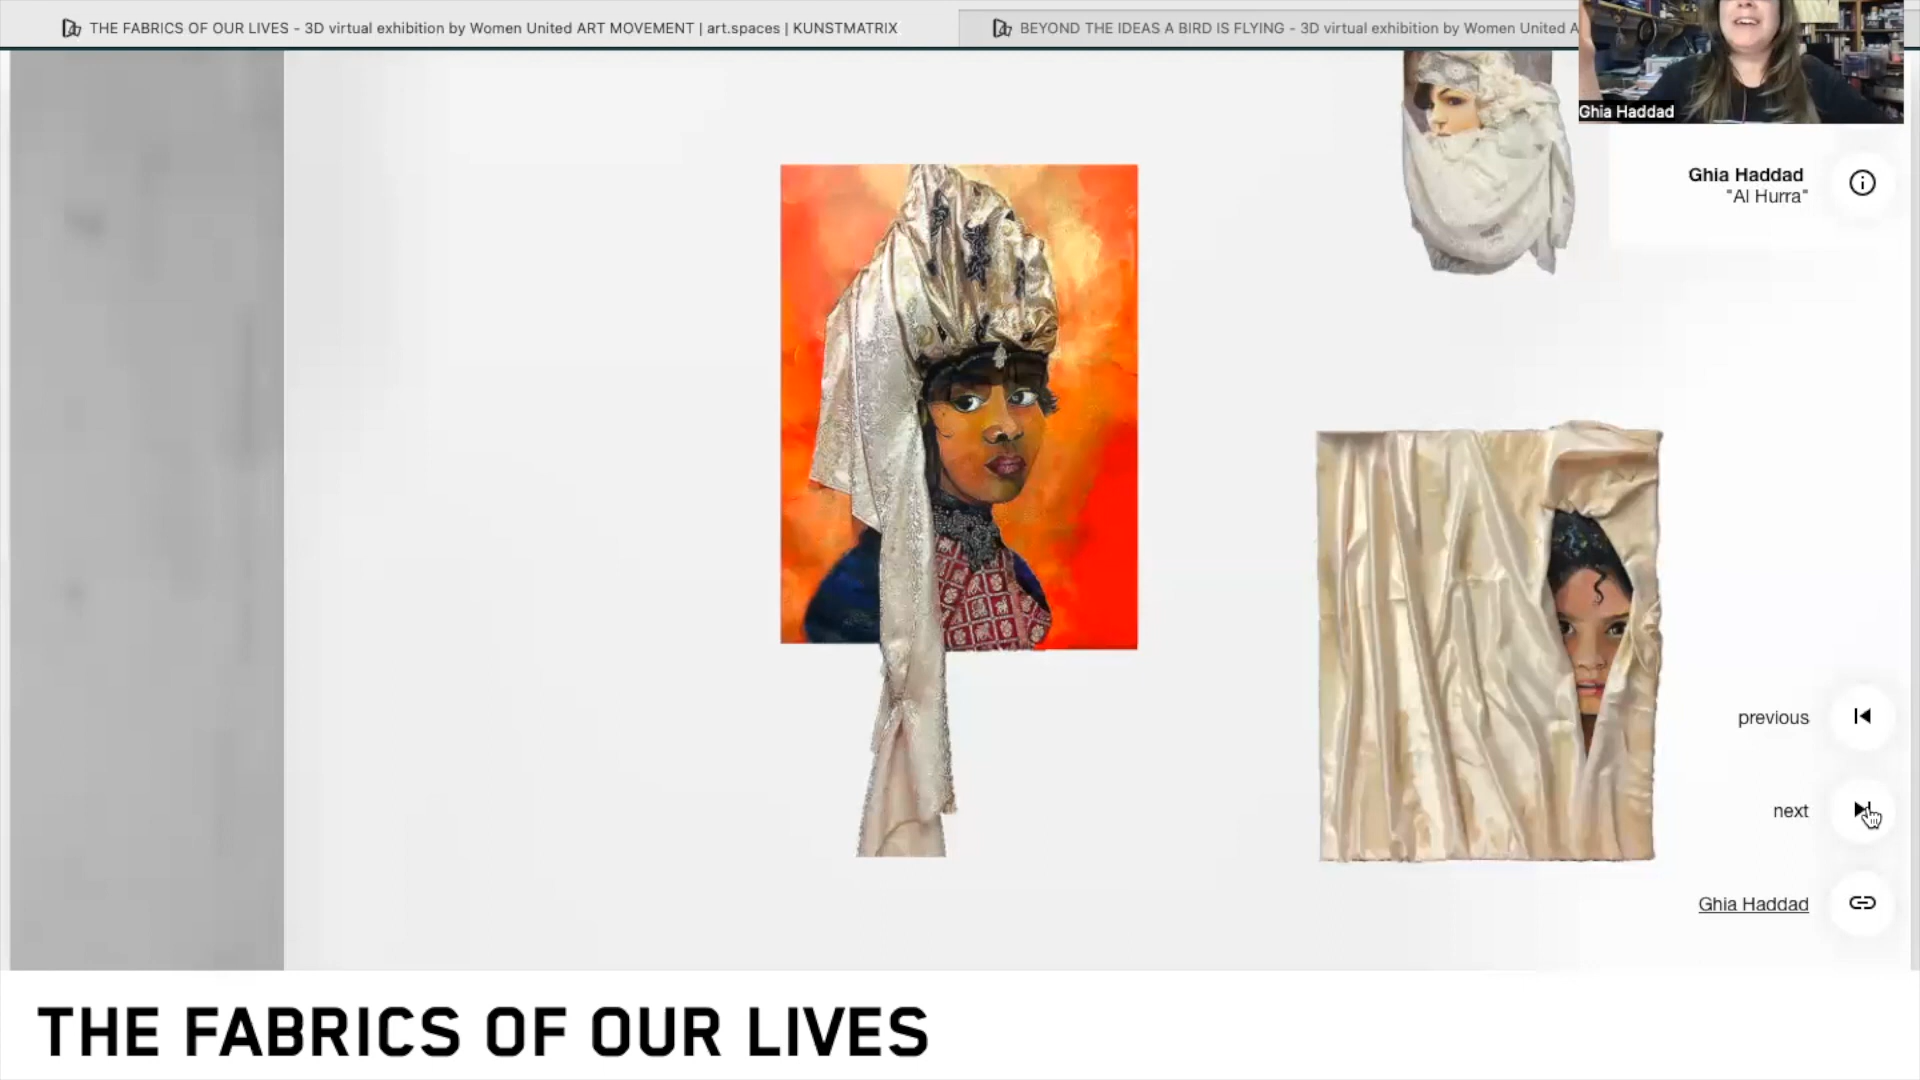 THE FABRICS OF OUR LIVES - 3D virtual exhibition by Women United ART MOVEMENT | art.spaces | KUNSTMATRIX
BEYOND THE IDEAS A BIRD IS FLYING - 3D virtual exhibition by Women United
Ghia Haddad
Ghia Haddad
"Al Hurra"
previous
next
Ghia Haddad
THE FABRICS OF OUR LIVES